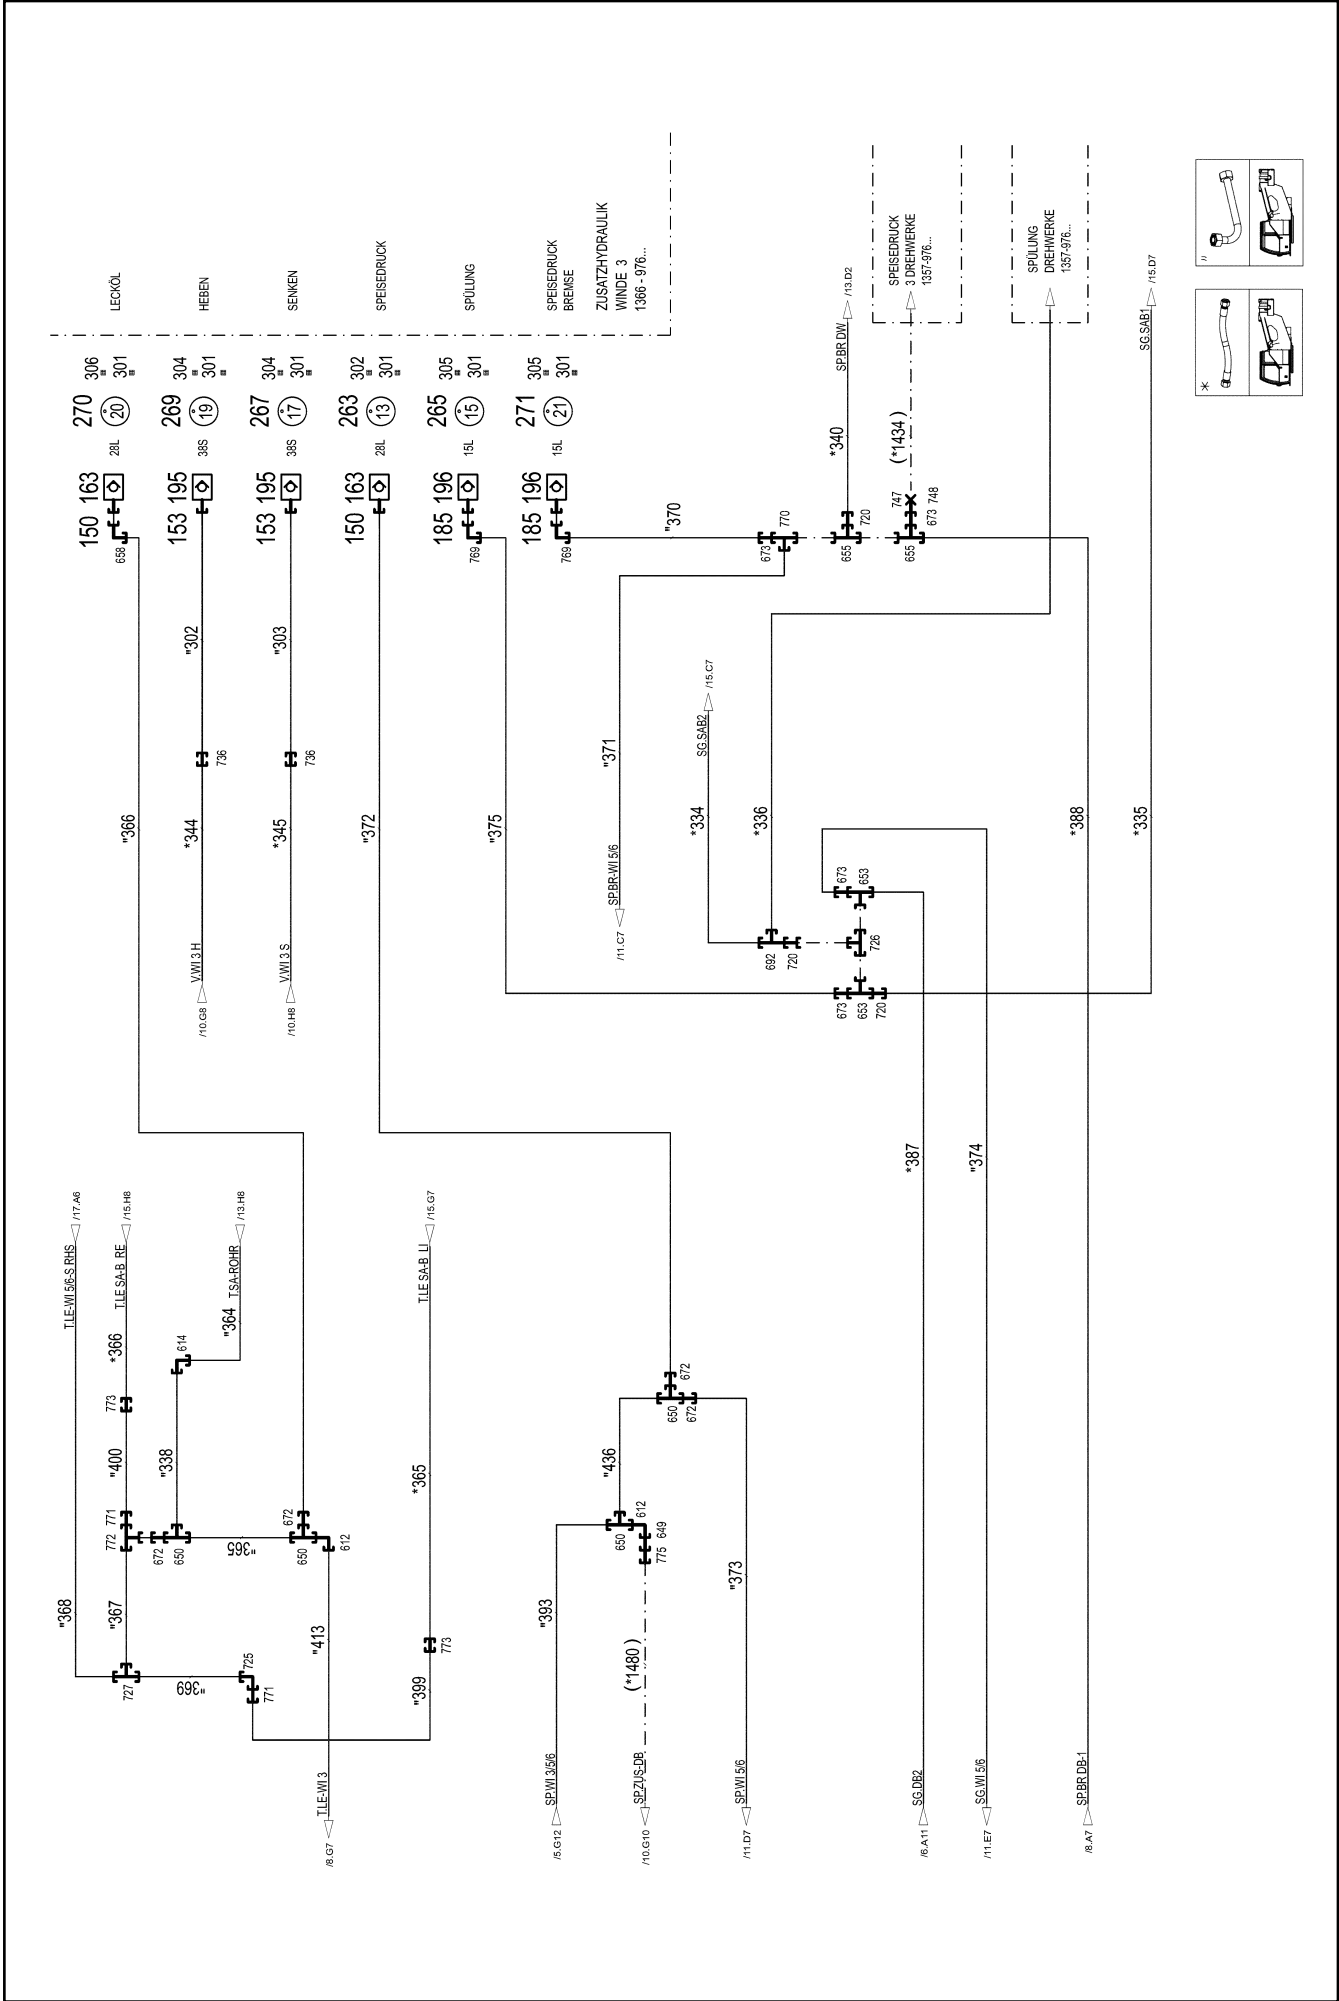 LECKÖL
HEBEN
SENKEN
SPEISEDRUCK
SPÜLUNG
SPEISEDRUCK
BREMSE
ZUSATZHYDRAULIK
WINDE 3
1366 - 976...
270
306
301
20
28L
150 163
658
269
304
301
19
38S
153 195
267
304
301
17
38S
153 195
263
302
301
13
28L
150 163
265
305
301
15
15L
185 196
769
271
305
301
21
15L
185 196
769
"366
"302
736
*344
V.WI 3 H
/10.G8
"303
736
*345
V.WI 3 S
/10.H8
"372
"375
"370
673
770
"371
SP.BR-WI 5/6
/11.C7
655
720
*340
SP.BR DW
/13.D2
655
673
747
748
(*1434 )
SPEISEDRUCK
3 DREHWERKE
1357-976...
SPÜLUNG
DREHWERKE
1357-976...
SG.SAB1
/15.D7
SG.SAB2
/15.C7
*334
*336
*388
*335
692
720
726
673
653
673
653
720
*387
"374
SG.DB2
/6.A11
SG.WI 5/6
/11.E7
SP.BR DB-1
/8.A7
T.LE-WI 5/6-S RHS
/17.A6
T.LE SA-B RE
/15.H8
T.SA-ROHR
/13.H8
T.LE SA-B LI
/15.G7
*366
773
"400
771
772
614
"364
"338
672
650
"365
672
650
612
"368
"367
727
"369
725
771
"413
T.LE-WI 3
/8.G7
*365
773
"399
672
650
672
"436
612
650
649
775
"393
SP.WI 3/5/6
/5.G12
(*1480 )
SP.ZUS-DB
/10.G10
"373
SP.WI 5/6
/11.D7
"
*